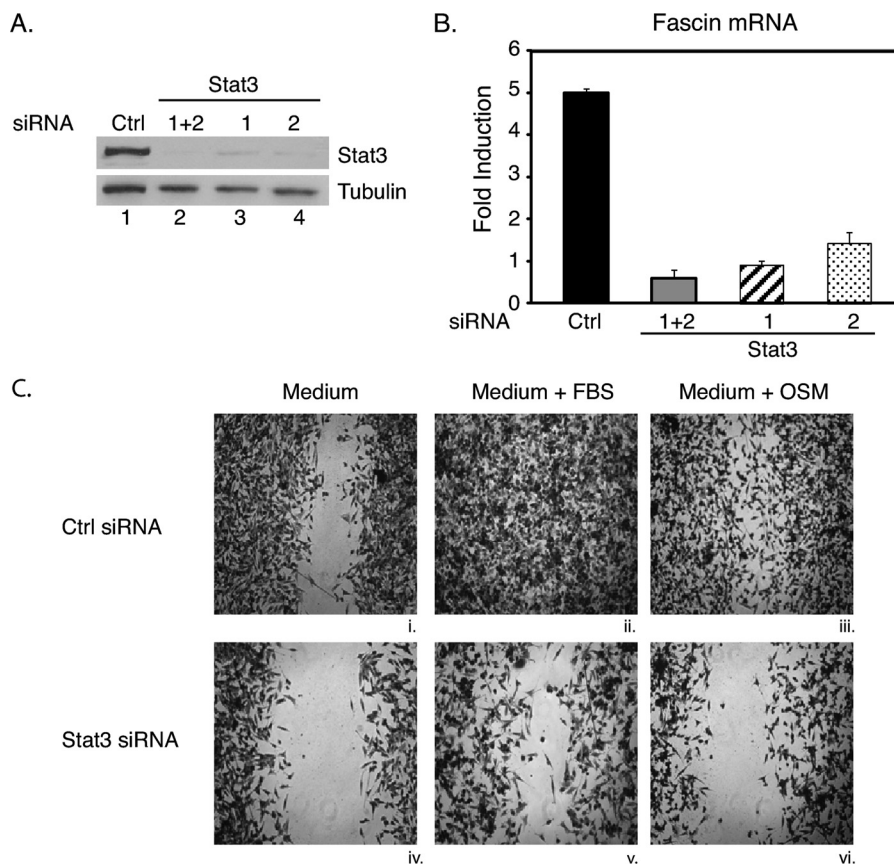 A.
Stat3
siRNA Ctrl 1+2 1 2
Stat3
Tubulin
1 2 3 4
B.
Fascin mRNA
Fold Induction
6
5
4
3
2
1
0
siRNA Ctrl 1+2 1 2
Stat3
C.
Medium Medium + FBS Medium + OSM
Ctrl siRNA
i. ii. iii.
Stat3 siRNA
iv. v. vi.